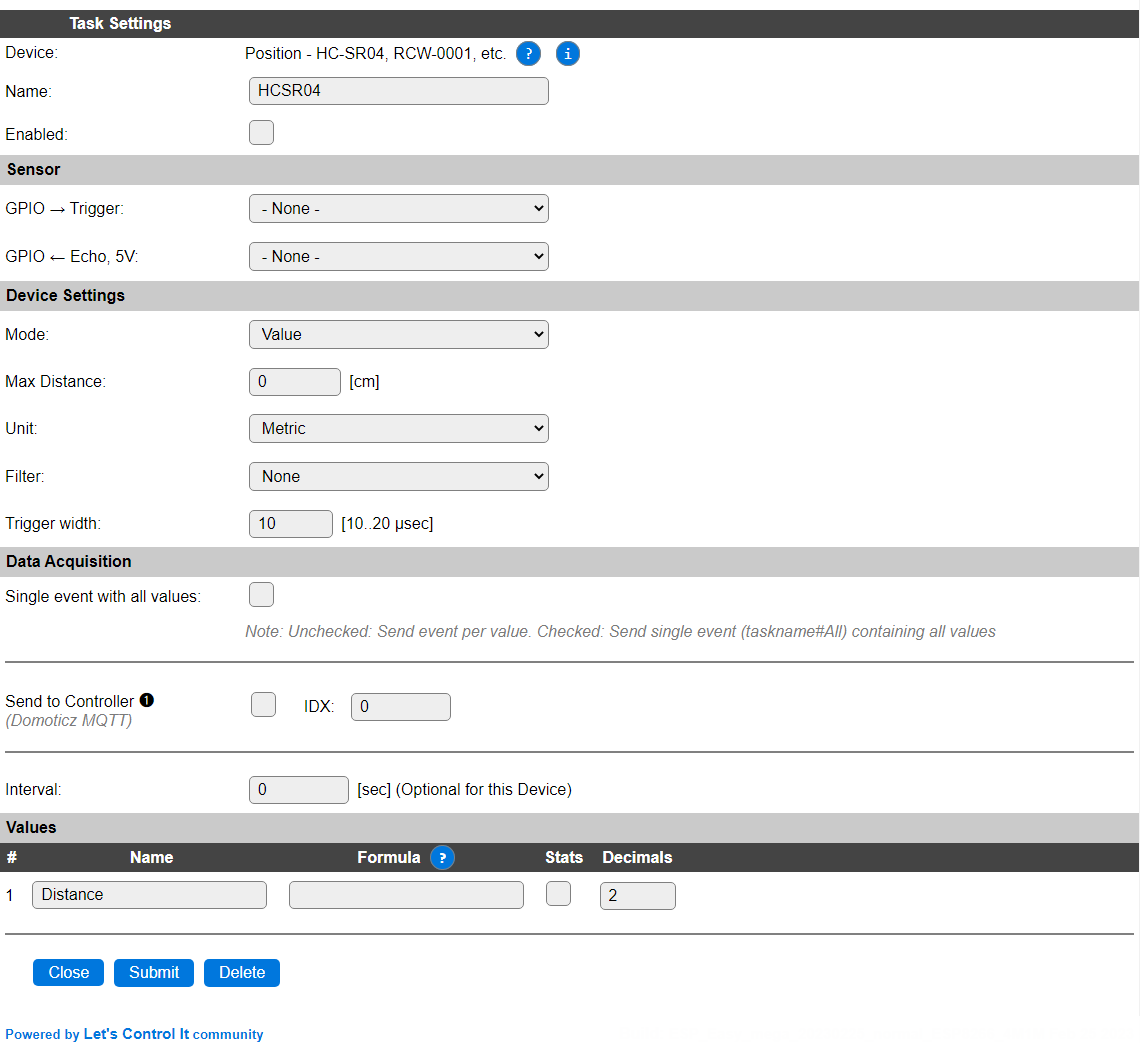 Task Settings
Device: Position - HC-SR04, RCW-0001, etc. ? i
Name: HCSR04
Enabled:
Sensor
GPIO → Trigger: - None -
GPIO ← Echo, 5V: - None -
Device Settings
Mode: Value
Max Distance: 0 [cm]
Unit: Metric
Filter: None
Trigger width: 10 [10..20 µsec]
Data Acquisition
Single event with all values:
Note: Unchecked: Send event per value. Checked: Send single event (taskname#All) containing all values
Send to Controller ❶ IDX: 0
(Domoticz MQTT)
Interval: 0 [sec] (Optional for this Device)
Values
# Name Formula ? Stats Decimals
1 Distance 2
Close Submit Delete
Powered by Let's Control It community